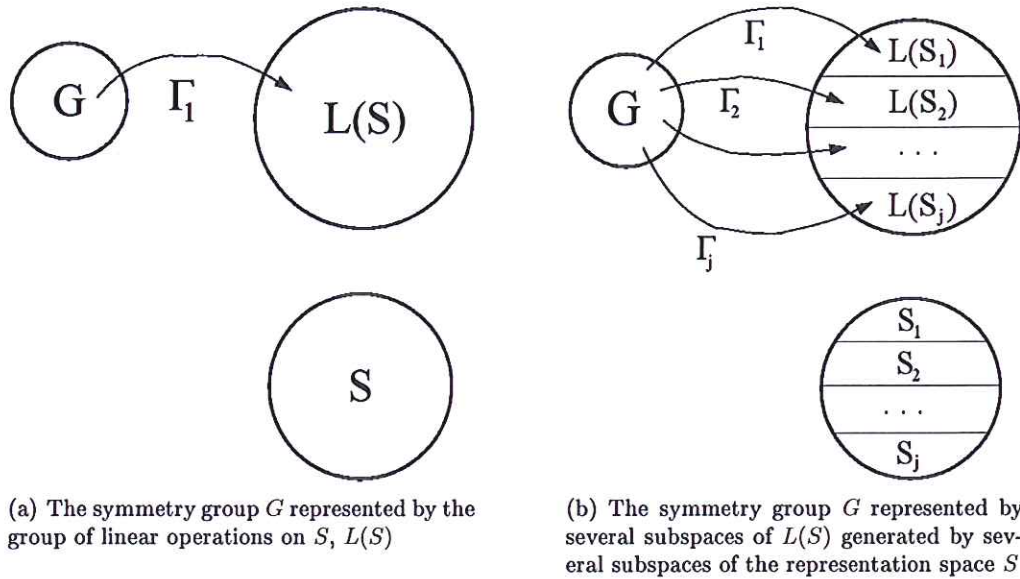 G
Γ₁
L(S)
S
(a) The symmetry group G represented by the
group of linear operations on S, L(S)
G
Γ₁
Γ₂
Γⱼ
L(S₁)
L(S₂)
. . .
L(Sⱼ)
S₁
S₂
. . .
Sⱼ
(b) The symmetry group G represented by
several subspaces of L(S) generated by sev-
eral subspaces of the representation space S